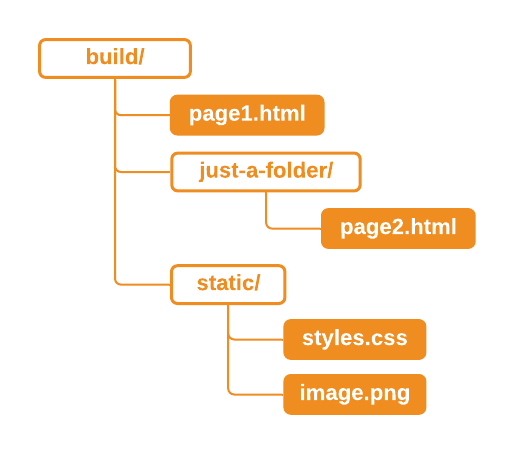 build/
page1.html
just-a-folder/
page2.html
static/
styles.css
image.png